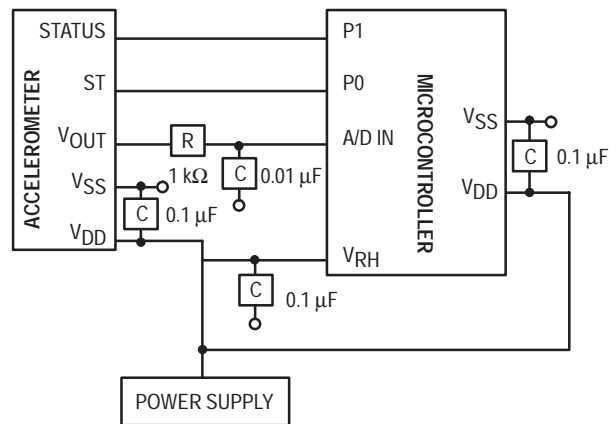 ACCELEROMETER
STATUS
ST
VOUT
VSS
VDD
R
1 kΩ
C
0.01 μF
C
0.1 μF
C
0.1 μF
P1
P0
A/D IN
VRH
MICROCONTROLLER
VSS
VDD
C
0.1 μF
POWER SUPPLY